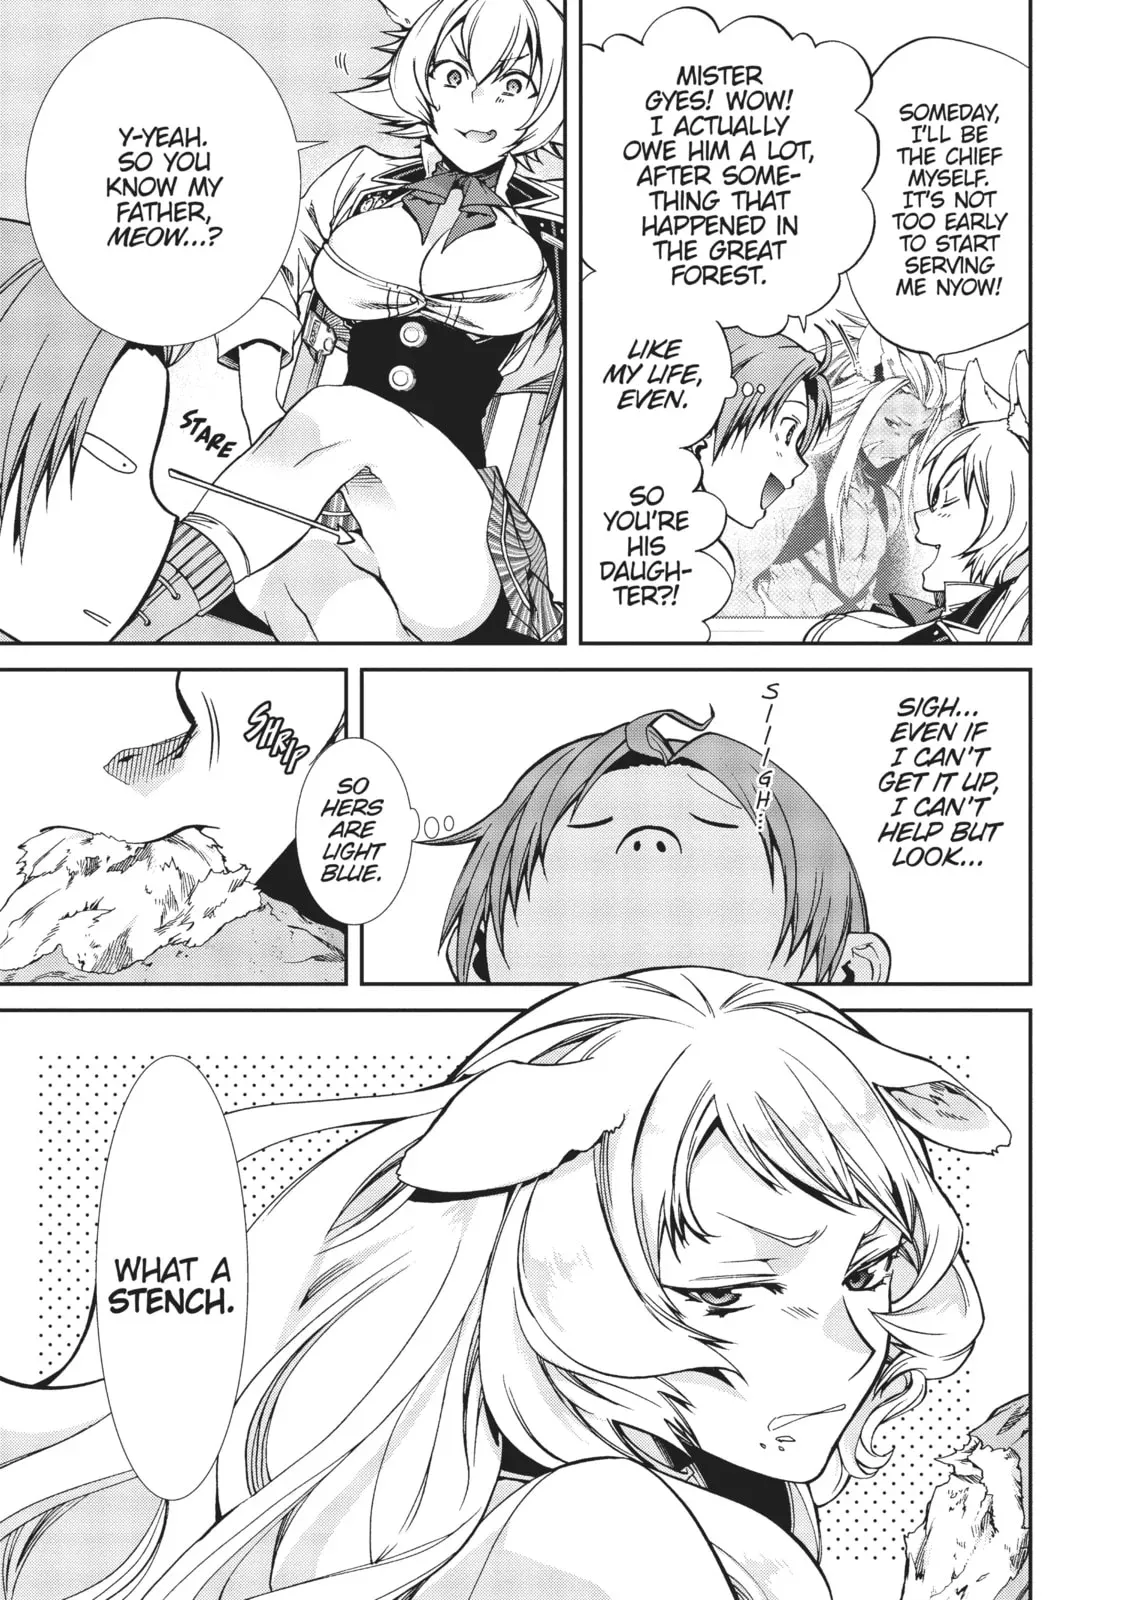 SOMEDAY,
I'LL BE
THE CHIEF
MYSELF.
IT'S NOT
TOO EARLY
TO START
SERVING
ME NYOW!
MISTER
GYES! WOW!
I ACTUALLY
OWE HIM A LOT,
AFTER SOME-
THING THAT
HAPPENED IN
THE GREAT
FOREST.
LIKE
MY LIFE,
EVEN.
SO
YOU'RE
HIS
DAUGH-
TER?!
Y-YEAH.
SO YOU
KNOW MY
FATHER,
MEOW...?
STARE
SIGH...
EVEN IF
I CAN'T
GET IT UP,
I CAN'T
HELP BUT
LOOK...
SIIIGH...
SO
HERS
ARE
LIGHT
BLUE.
SHRIP
WHAT A
STENCH.